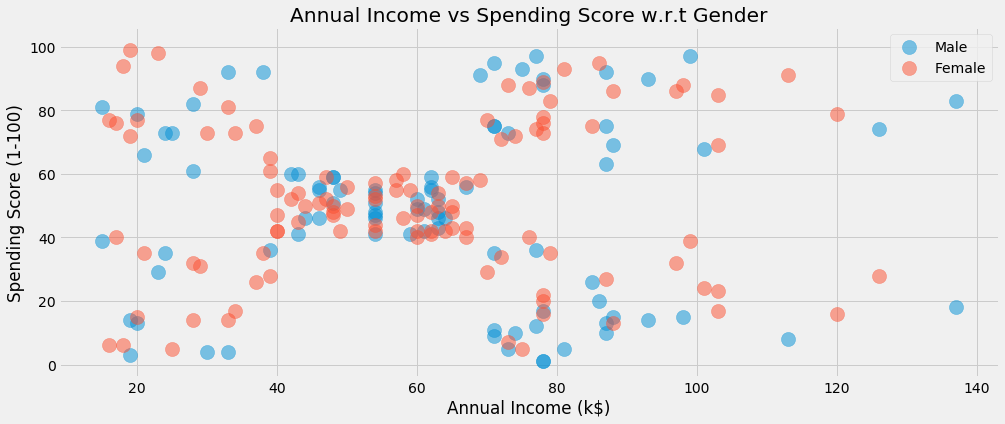 Annual Income vs Spending Score w.r.t Gender
Male
Female
Spending Score (1-100)
100
80
60
40
20
0
20 40 60 80 100 120 140
Annual Income (k$)